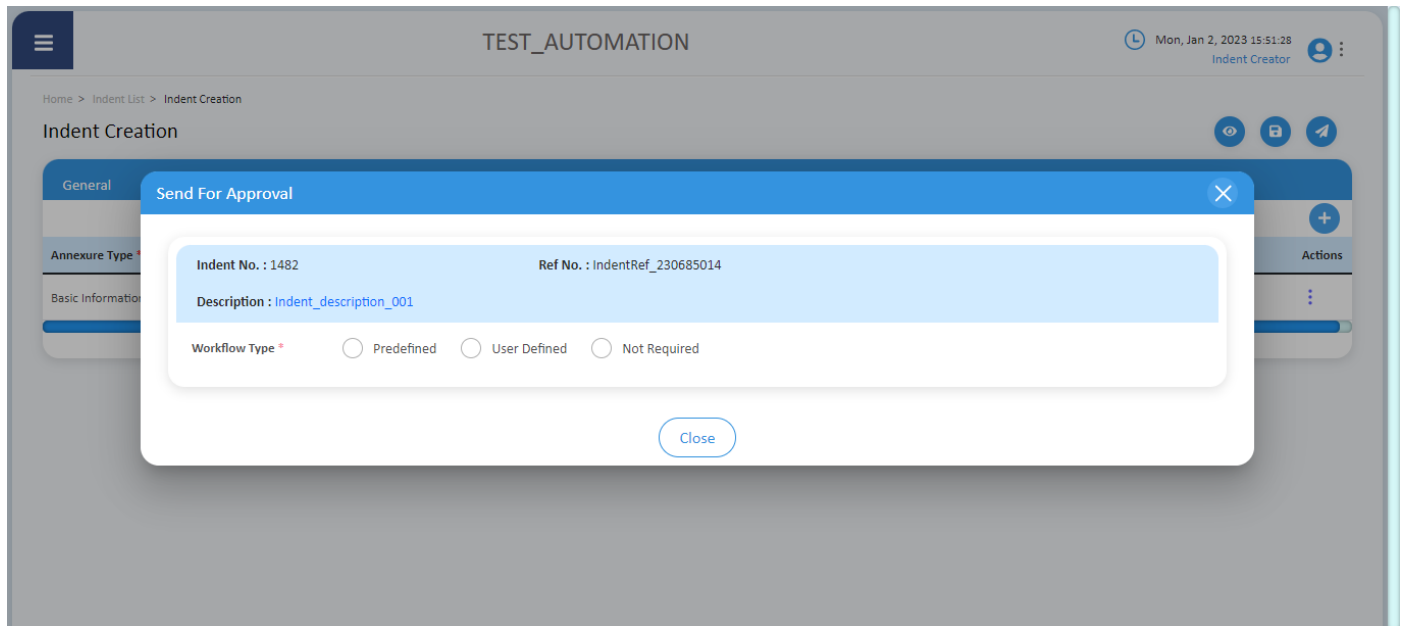 TEST_AUTOMATION
Mon, Jan 2, 2023 15:51:28
Indent Creator
Home > Indent List > Indent Creation
Indent Creation
General
Send For Approval
Annexure Type *
Actions
Indent No. : 1482 Ref No. : IndentRef_230685014
Basic Information
Description : Indent_description_001
Workflow Type * Predefined User Defined Not Required
Close